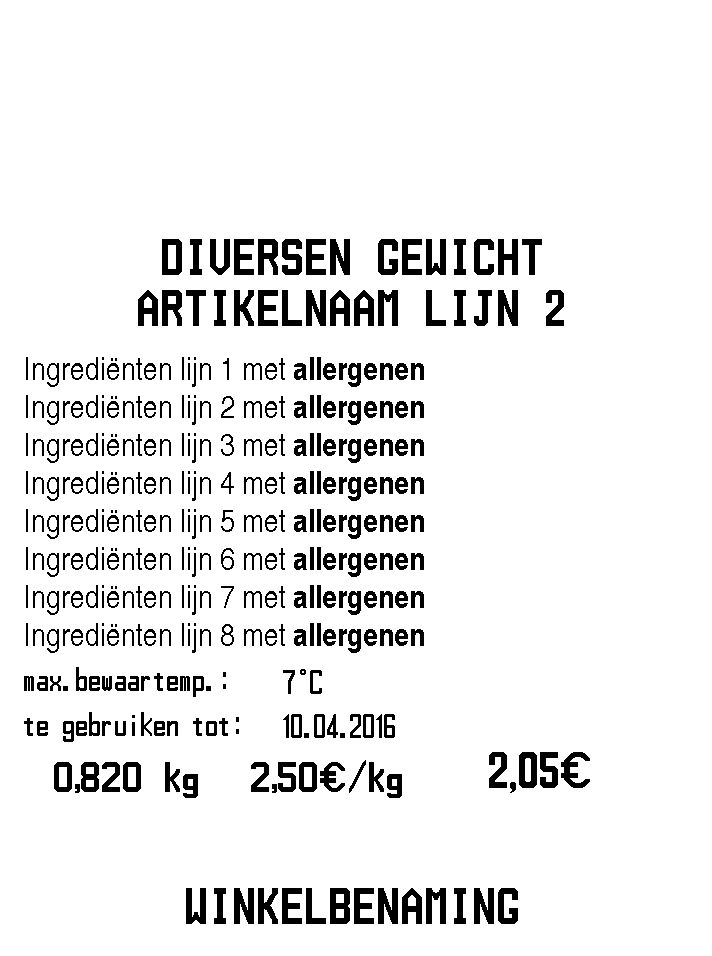 DIVERSEN GEWICHT
ARTIKELNAAM LIJN 2
Ingrediënten lijn 1 met allergenen
Ingrediënten lijn 2 met allergenen
Ingrediënten lijn 3 met allergenen
Ingrediënten lijn 4 met allergenen
Ingrediënten lijn 5 met allergenen
Ingrediënten lijn 6 met allergenen
Ingrediënten lijn 7 met allergenen
Ingrediënten lijn 8 met allergenen
max.bewaartemp.: 7°C
te gebruiken tot: 10.04.2016
0,820 kg 2,50€/kg 2,05€
WINKELBENAMING